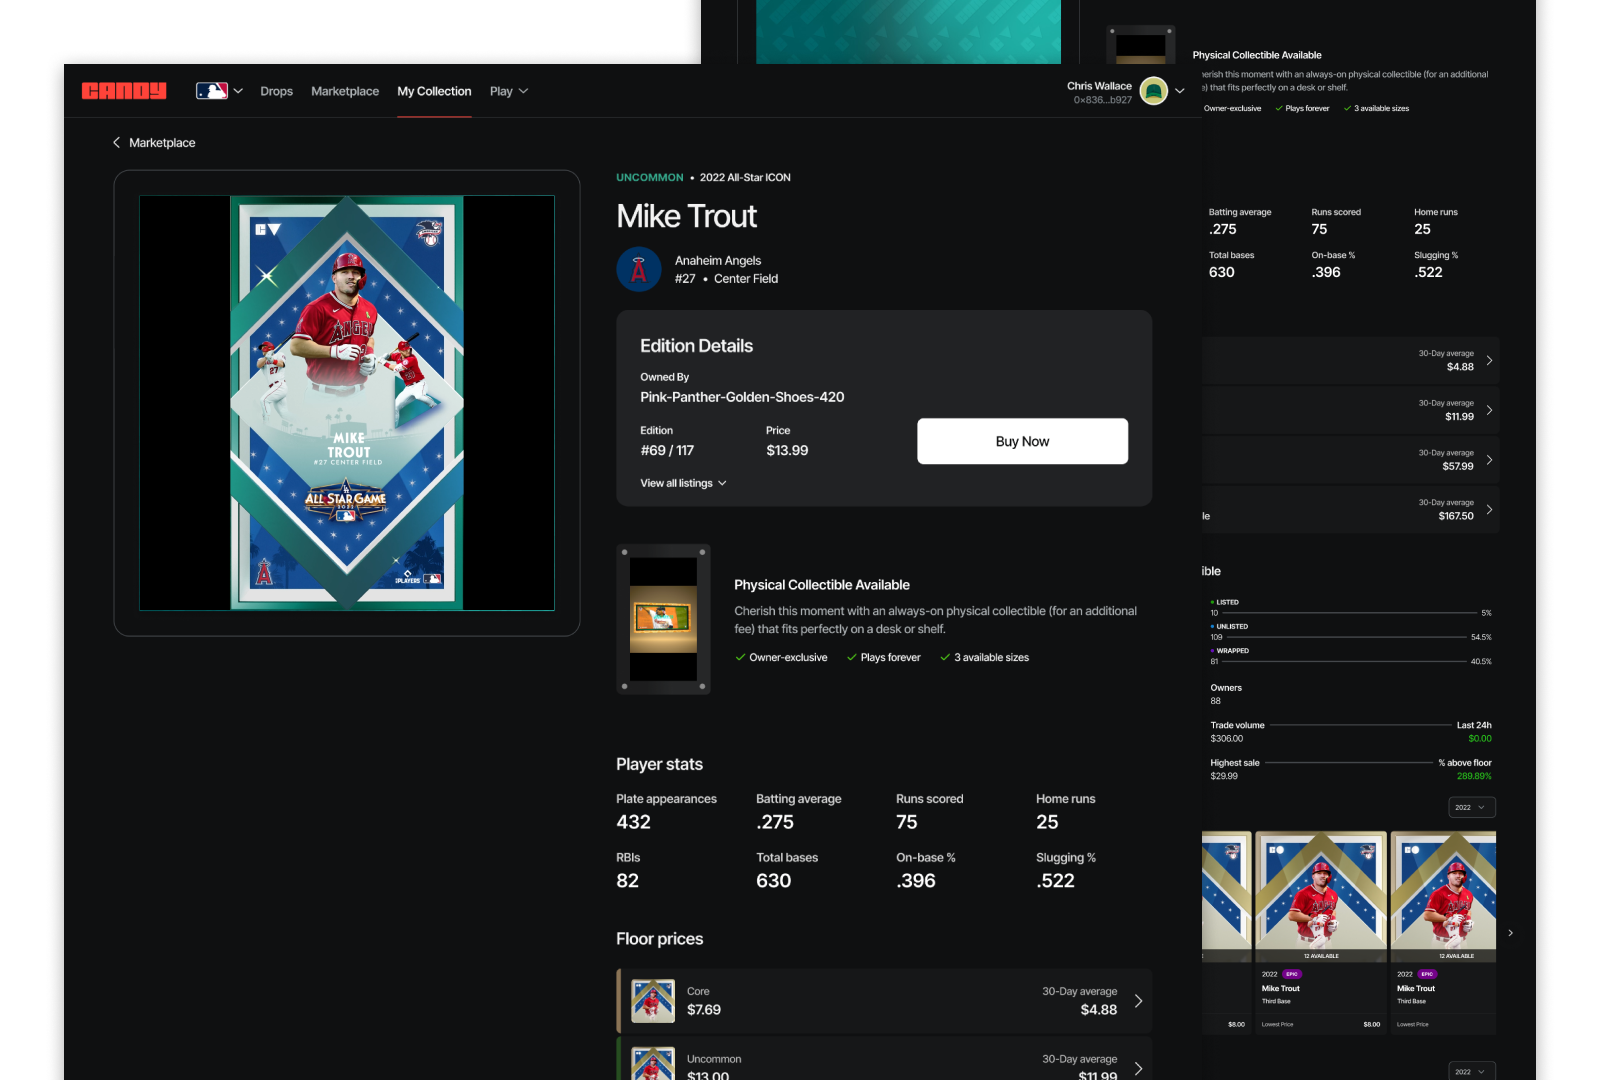 CANDY
Drops
Marketplace
My Collection
Play
Chris Wallace
0×836...b927
Marketplace
MIKE
TROUT
#27 CENTER FIELD
ALL STAR GAME
2022
PLAYERS
ANGELS
27
UNCOMMON • 2022 All-Star ICON
Mike Trout
Anaheim Angels
#27 • Center Field
Edition Details
Owned By
Pink-Panther-Golden-Shoes-420
Edition
#69 / 117
Price
$13.99
Buy Now
View all listings
Physical Collectible Available
Cherish this moment with an always-on physical collectible (for an additional
fee) that fits perfectly on a desk or shelf.
Owner-exclusive
Plays forever
3 available sizes
Player stats
Plate appearances
432
Batting average
.275
Runs scored
75
Home runs
25
RBIs
82
Total bases
630
On-base %
.396
Slugging %
.522
Floor prices
Core
$7.69
30-Day average
$4.88
Uncommon
$13.00
30-Day average
$11.99
Physical Collectible Available
herish this moment with an always-on physical collectible (for an additional
e) that fits perfectly on a desk or shelf.
Owner-exclusive
Plays forever
3 available sizes
Batting average
.275
Runs scored
75
Home runs
25
Total bases
630
On-base %
.396
Slugging %
.522
30-Day average
$4.88
30-Day average
$11.99
30-Day average
$57.99
30-Day average
le
$167.50
ible
LISTED
10
5%
UNLISTED
109
54.5%
WRAPPED
81
40.5%
Owners
88
Trade volume
Last 24h
$306.00
$0.00
Highest sale
% above floor
$29.99
289.89%
2022
12 AVAILABLE
12 AVAILABLE
2022 EPIC
Mike Trout
Third Base
Lowest Price
$8.00
2022 EPIC
Mike Trout
Third Base
Lowest Price
$8.00
2022